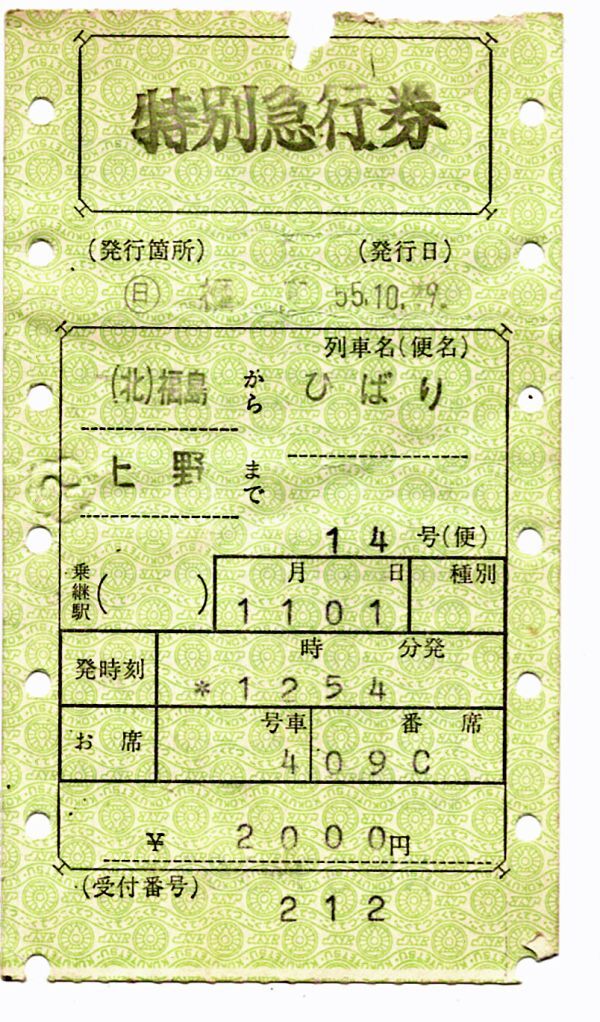 特別急行券
(発行箇所) (発行日)
日 55.10.
列車名(便名)
(北)福島 から ひばり
上野 まで
14 号(便)
乗継駅( ) 月 日 種別
1101
発時刻 時 分発
*1254
お席 号車 番 席
4 09C
¥ 2000円
(受付番号)
212